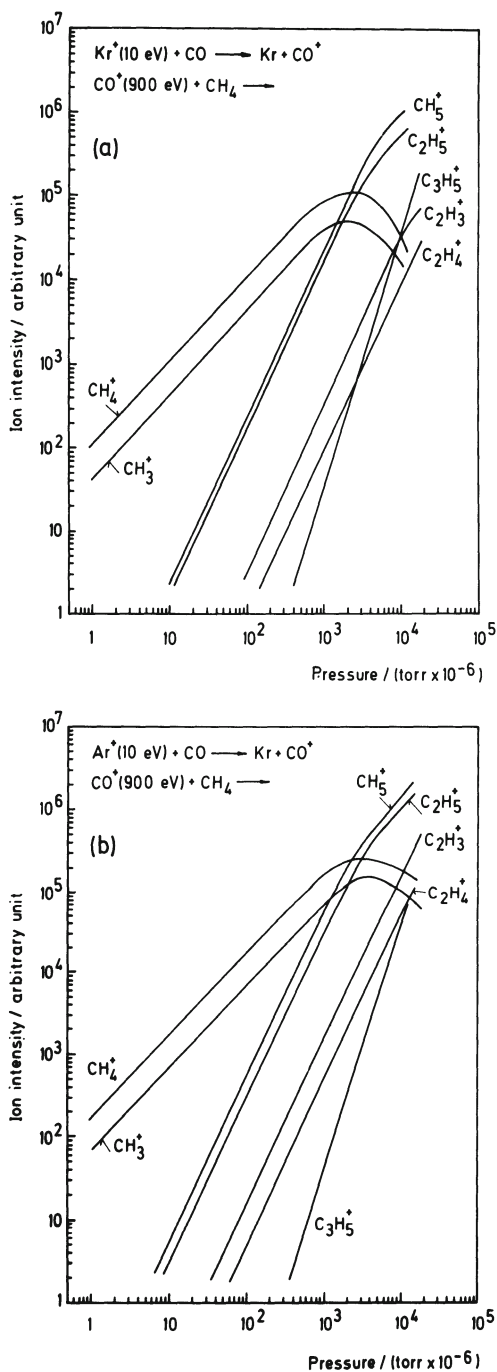 Kr⁺(10 eV) + CO ⟶ Kr + CO⁺
CO⁺(900 eV) + CH₄ ⟶
(a)
10⁷
10⁶
10⁵
10⁴
10³
10²
10
1
Ion intensity / arbitrary unit
CH₅⁺
C₂H₅⁺
C₃H₅⁺
C₂H₃⁺
C₂H₄⁺
CH₄⁺
CH₃⁺
1 10 10² 10³ 10⁴ 10⁵
Pressure / (torr x 10⁻⁶)
Ar⁺(10 eV) + CO ⟶ Kr + CO⁺
CO⁺(900 eV) + CH₄ ⟶
(b)
10⁷
10⁶
10⁵
10⁴
10³
10²
10
1
Ion intensity / arbitrary unit
CH₅⁺
C₂H₅⁺
C₂H₃⁺
C₂H₄⁺
CH₄⁺
CH₃⁺
C₃H₅⁺
1 10 10² 10³ 10⁴ 10⁵
Pressure / (torr x 10⁻⁶)